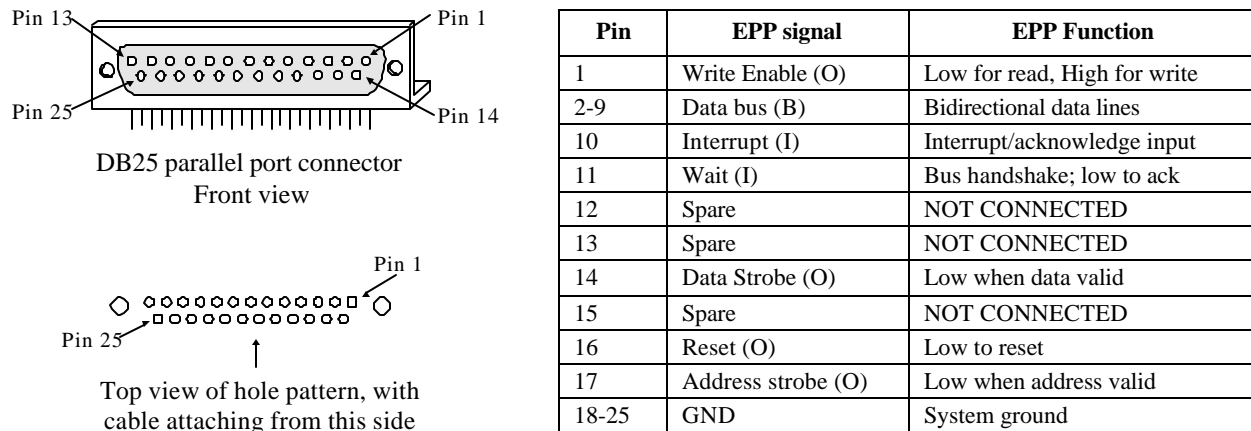 Pin 13
Pin 1
Pin 25
Pin 14
DB25 parallel port connector
Front view
Pin 1
Pin 25
Top view of hole pattern, with
cable attaching from this side
Pin EPP signal EPP Function
1 Write Enable (O) Low for read, High for write
2-9 Data bus (B) Bidirectional data lines
10 Interrupt (I) Interrupt/acknowledge input
11 Wait (I) Bus handshake; low to ack
12 Spare NOT CONNECTED
13 Spare NOT CONNECTED
14 Data Strobe (O) Low when data valid
15 Spare NOT CONNECTED
16 Reset (O) Low to reset
17 Address strobe (O) Low when address valid
18-25 GND System ground